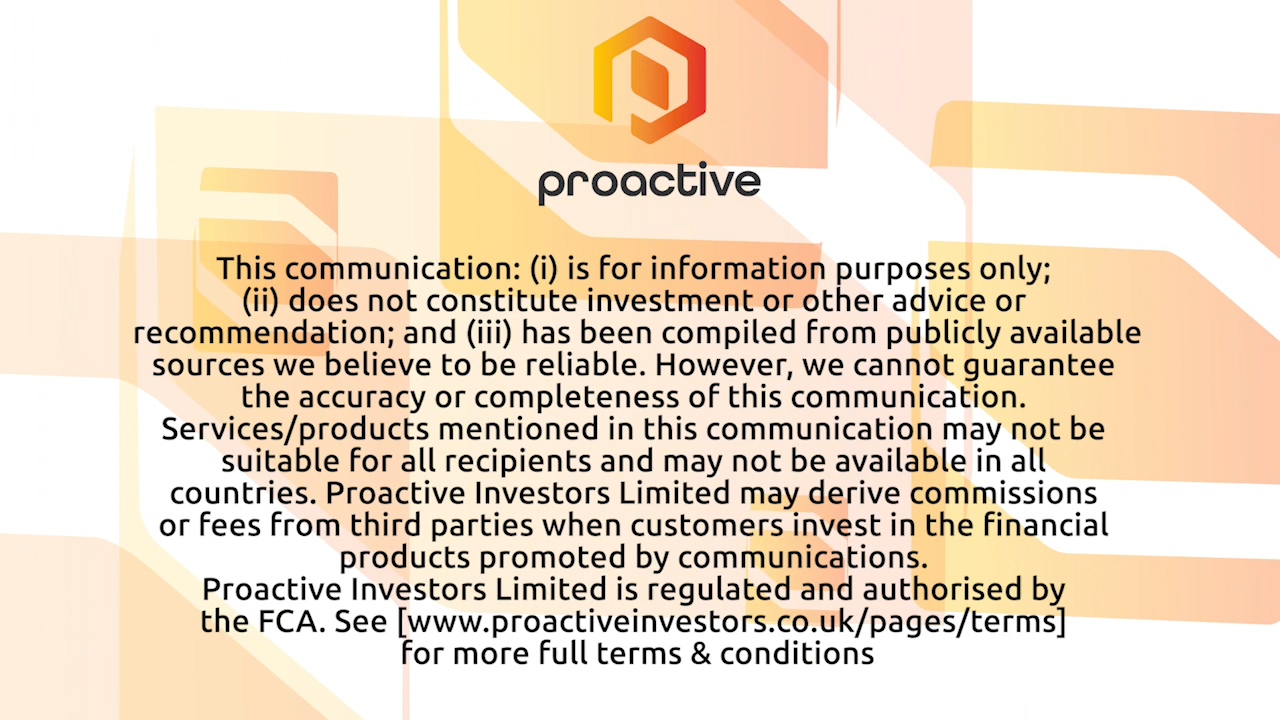 proactive
This communication: (i) is for information purposes only;
(ii) does not constitute investment or other advice or
recommendation; and (iii) has been compiled from publicly available
sources we believe to be reliable. However, we cannot guarantee
the accuracy or completeness of this communication.
Services/products mentioned in this communication may not be
suitable for all recipients and may not be available in all
countries. Proactive Investors Limited may derive commissions
or fees from third parties when customers invest in the financial
products promoted by communications.
Proactive Investors Limited is regulated and authorised by
the FCA. See [www.proactiveinvestors.co.uk/pages/terms]
for more full terms & conditions